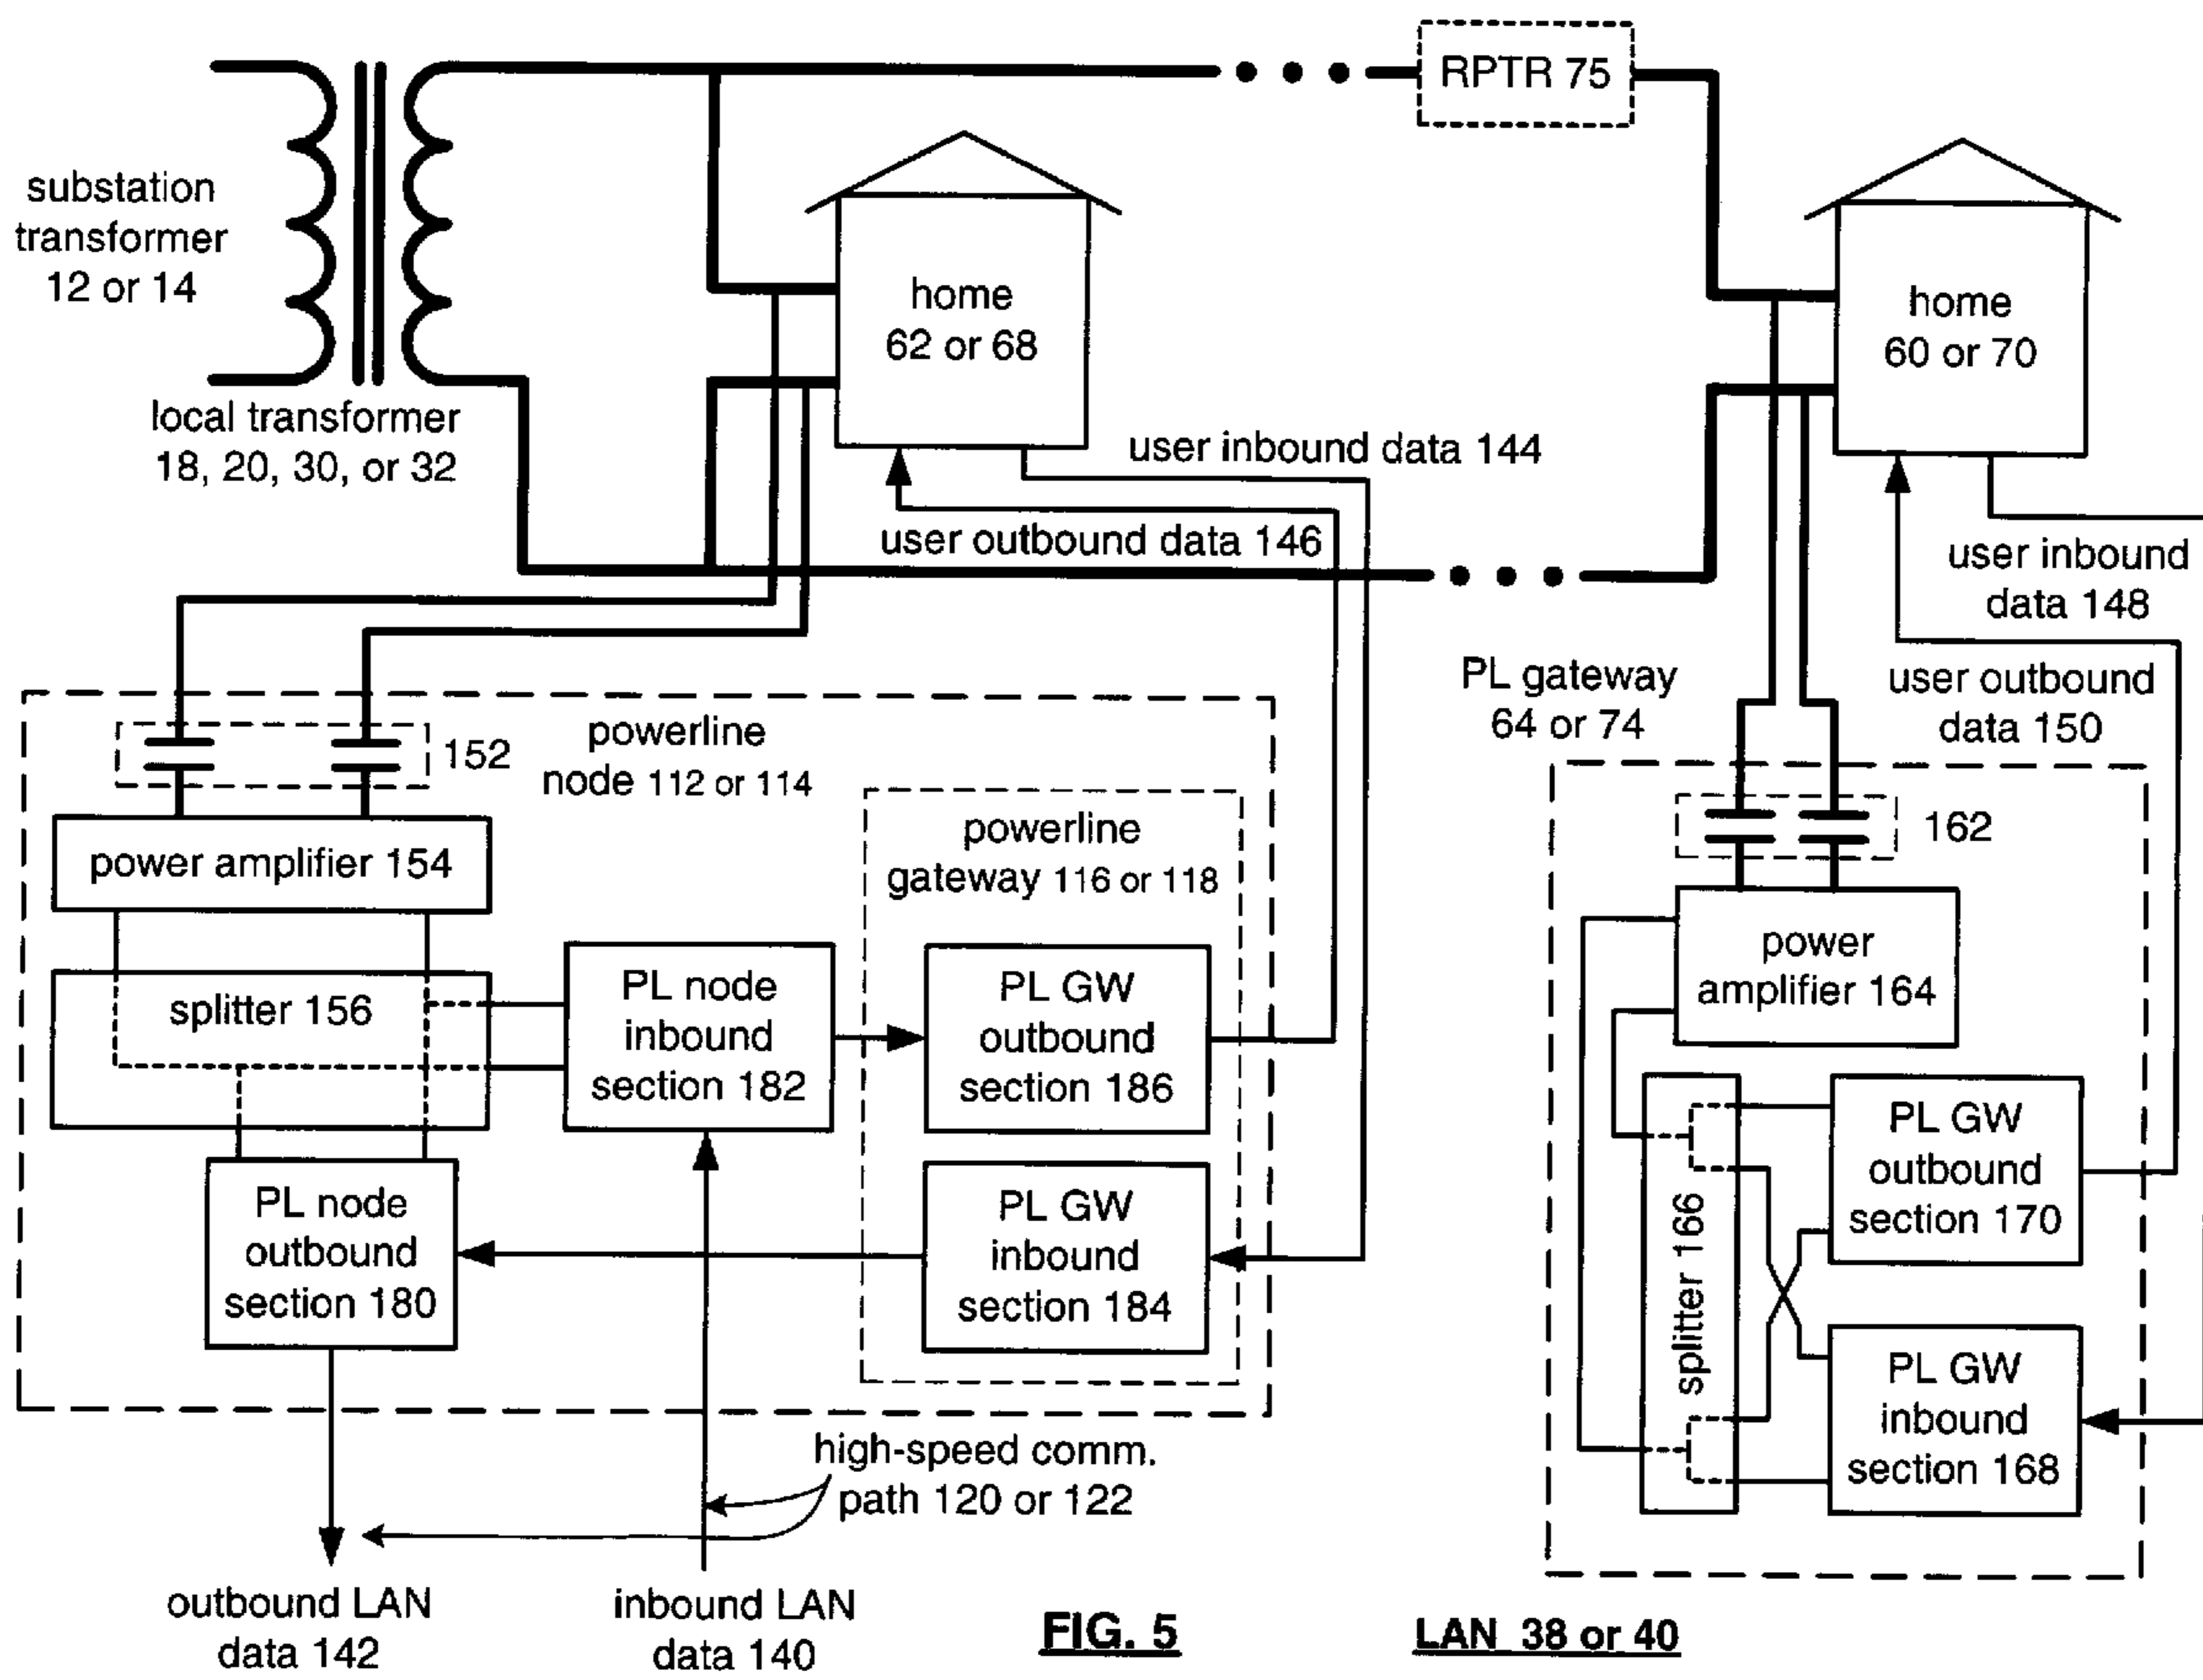 RPTR 75
substation
transformer
12 or 14
home
62 or 68
home
60 or 70
local transformer
18, 20, 30, or 32
user inbound data 144
user outbound data 146
user inbound
data 148
PL gateway
64 or 74
user outbound
data 150
152
powerline
node 112 or 114
162
powerline
gateway 116 or 118
power amplifier 154
power
amplifier 164
splitter 156
PL node
inbound
section 182
PL GW
outbound
section 186
PL GW
outbound
section 170
splitter 166
PL node
outbound
section 180
PL GW
inbound
section 184
PL GW
inbound
section 168
high-speed comm.
path 120 or 122
outbound LAN
data 142
inbound LAN
data 140
FIG. 5
LAN 38 or 40